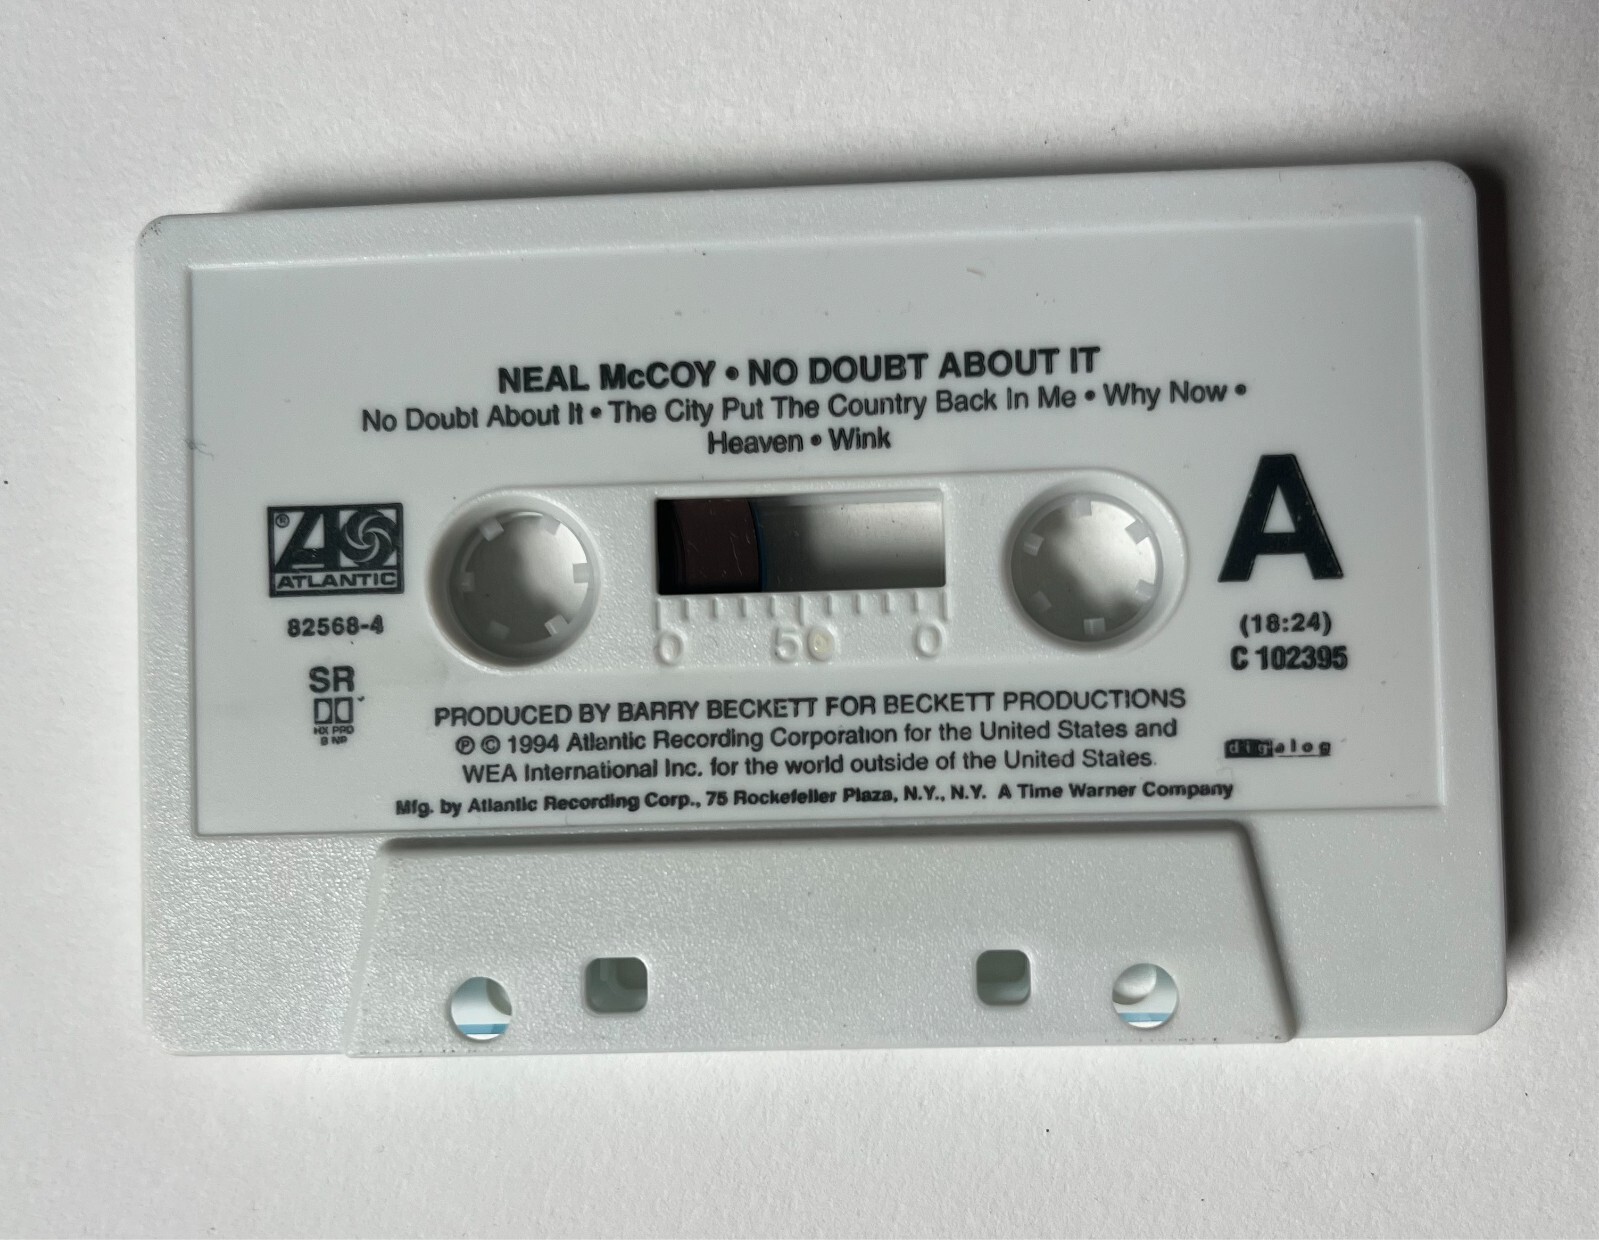 NEAL McCOY • NO DOUBT ABOUT IT
No Doubt About It • The City Put The Country Back In Me • Why Now •
Heaven • Wink
®
ATLANTIC
82568-4
SR
HX PRO
B NR
A
(18:24)
C 102395
0 50 0
PRODUCED BY BARRY BECKETT FOR BECKETT PRODUCTIONS
℗ © 1994 Atlantic Recording Corporation for the United States and
WEA International Inc. for the world outside of the United States.
digalog
Mfg. by Atlantic Recording Corp., 75 Rockefeller Plaza, N.Y., N.Y. A Time Warner Company